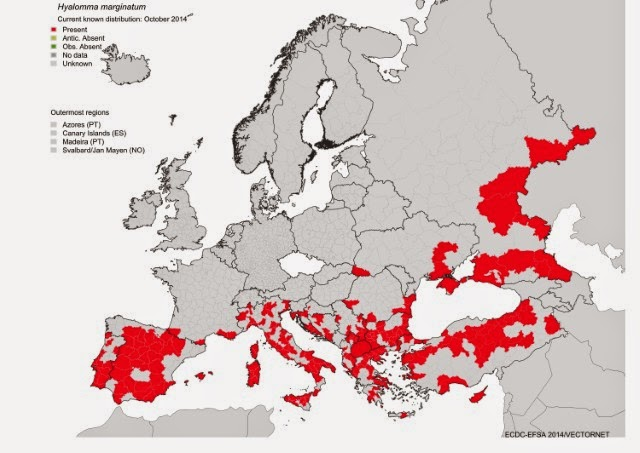 Hyalomma marginatum
Current known distribution: October 2014
Present
Antic. Absent
Obs. Absent
No data
Unknown
Outermost regions
Azores (PT)
Canary Islands (ES)
Madeira (PT)
Svalbard/Jan Mayen (NO)
ECDC-EFSA 2014/VECTORNET